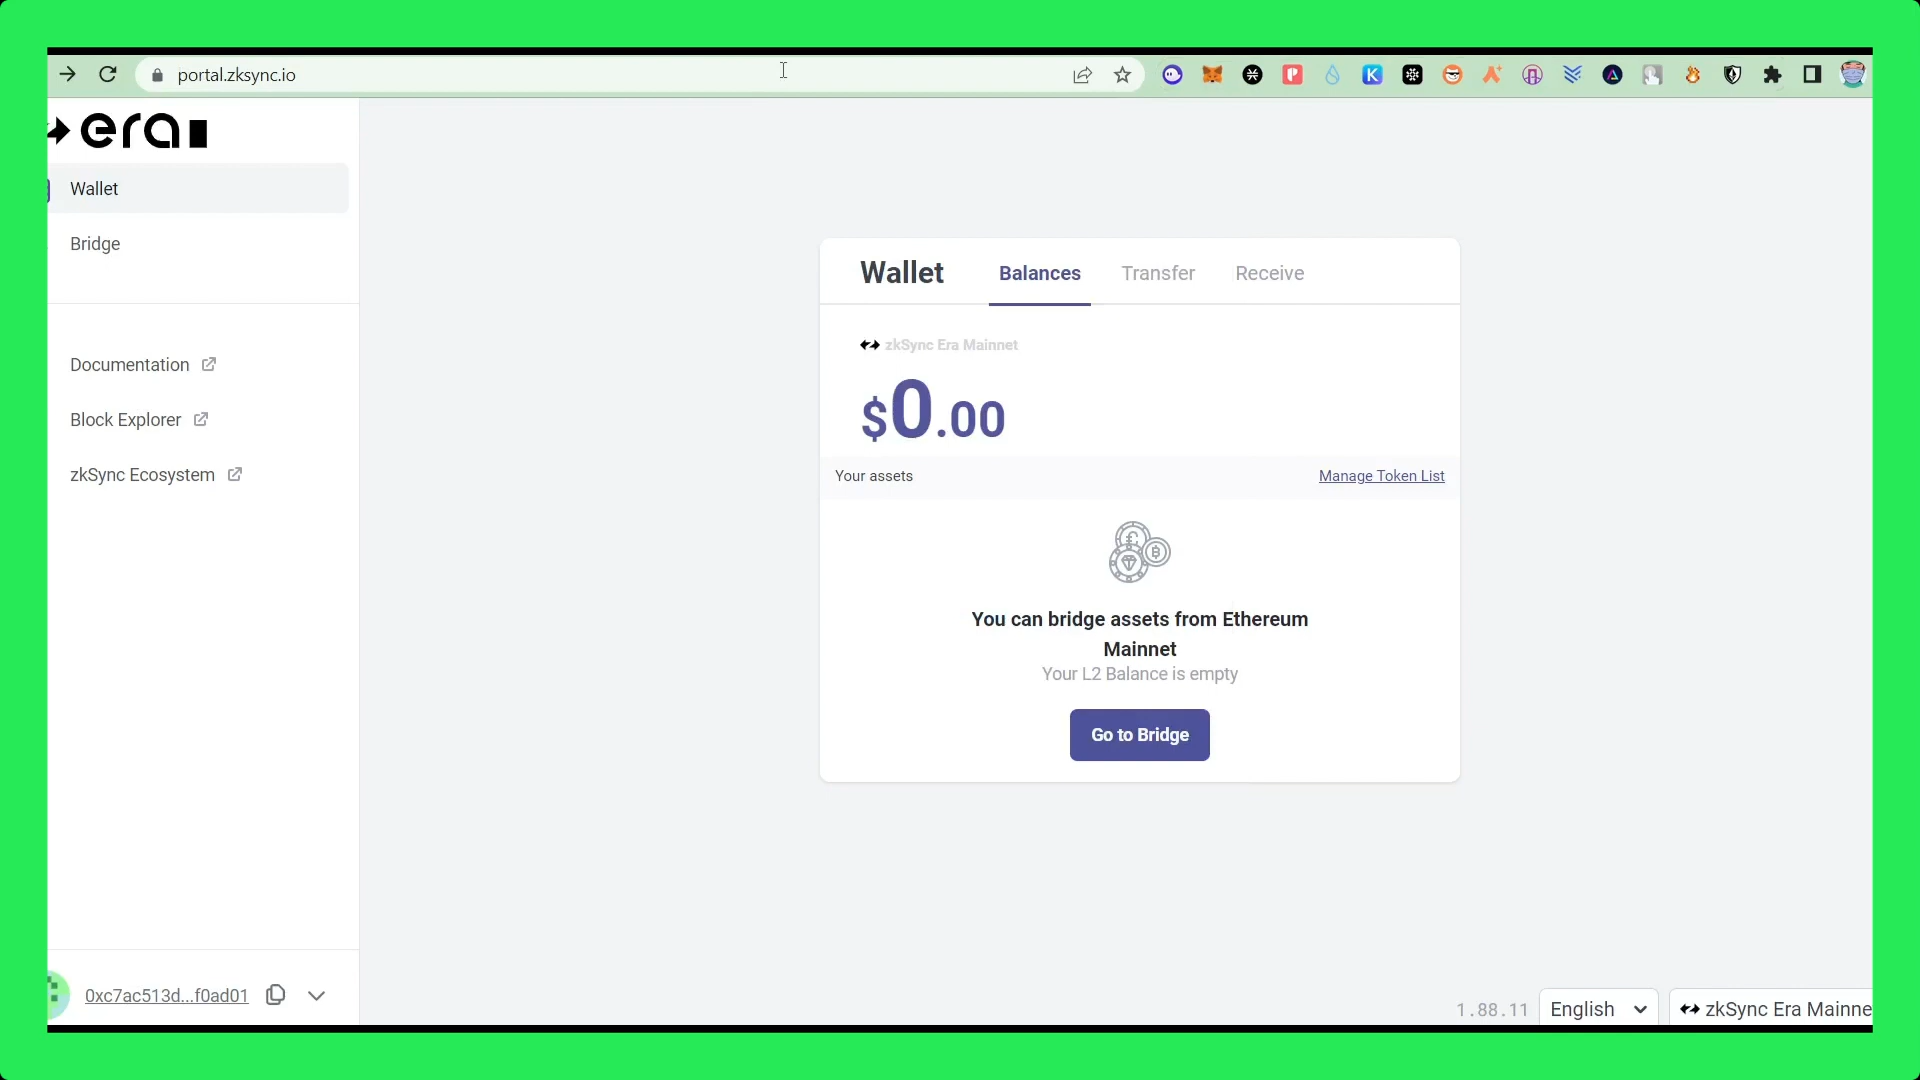 portal.zksync.io
era
Wallet
Bridge
Documentation
Block Explorer
zkSync Ecosystem
0xc7ac513d...f0ad01
Wallet
Balances
Transfer
Receive
zkSync Era Mainnet
$0.00
Your assets
Manage Token List
You can bridge assets from Ethereum
Mainnet
Your L2 Balance is empty
Go to Bridge
1.88.11
English
zkSync Era Mainne